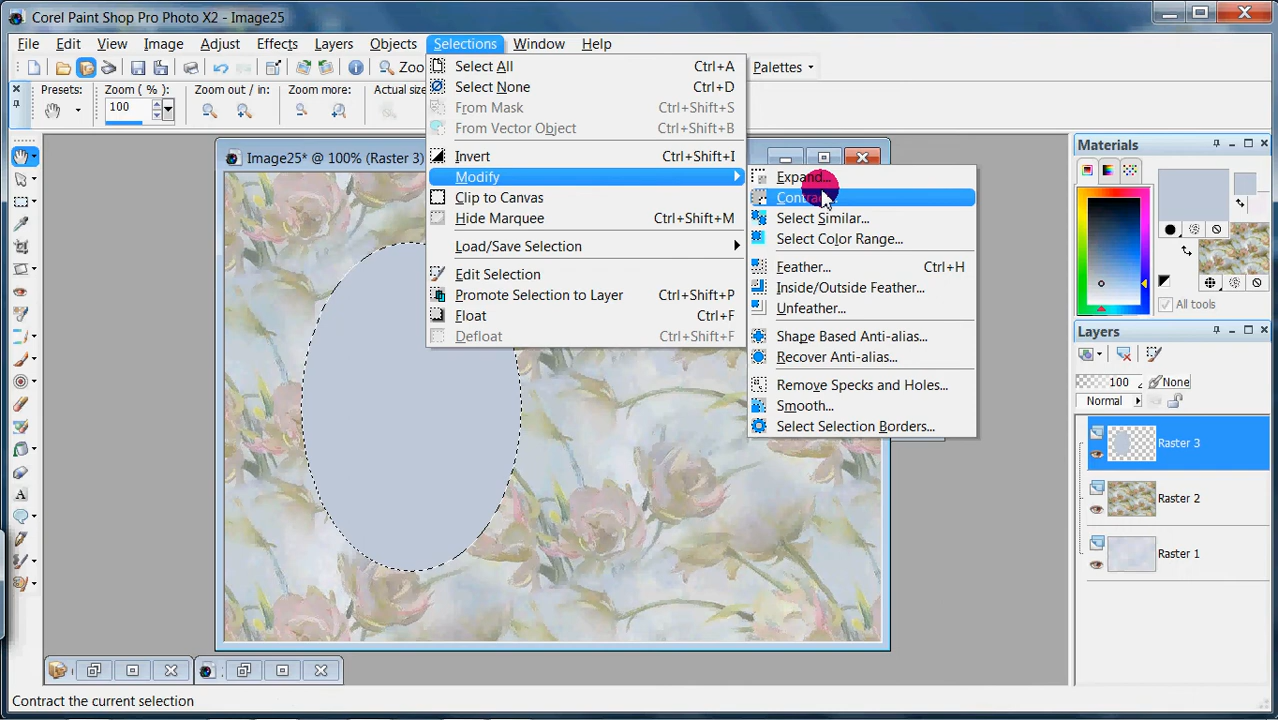 Corel Paint Shop Pro Photo X2 - Image25
File Edit View Image Adjust Effects Layers Objects Selections Window Help
Zoo
Palettes
Presets: Zoom ( % ): Zoom out / in: Zoom more: Actual size
100
Select All Ctrl+A
Select None Ctrl+D
From Mask Ctrl+Shift+S
From Vector Object Ctrl+Shift+B
Invert Ctrl+Shift+I
Modify
Clip to Canvas
Hide Marquee Ctrl+Shift+M
Load/Save Selection
Edit Selection
Promote Selection to Layer Ctrl+Shift+P
Float Ctrl+F
Defloat Ctrl+Shift+F
Image25* @ 100% (Raster 3)
Expand...
Select Similar...
Select Color Range...
Feather... Ctrl+H
Inside/Outside Feather...
Unfeather...
Shape Based Anti-alias...
Recover Anti-alias...
Remove Specks and Holes...
Smooth...
Select Selection Borders...
Materials
All tools
Layers
100 None
Normal
Raster 3
Raster 2
Raster 1
Contract the current selection